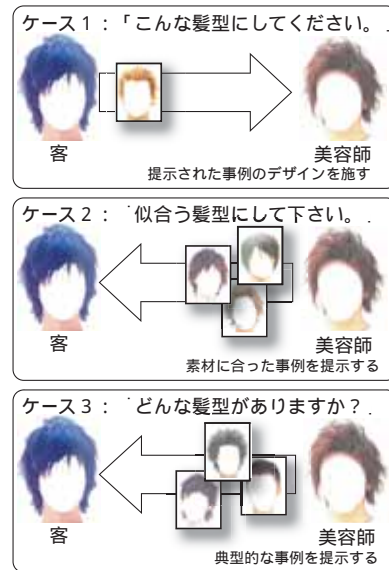 ケース1：「こんな髪型にしてください。」
客
美容師
提示された事例のデザインを施す
ケース2：「似合う髪型にして下さい。」
客
美容師
素材に合った事例を提示する
ケース3：「どんな髪型がありますか？」
客
美容師
典型的な事例を提示する